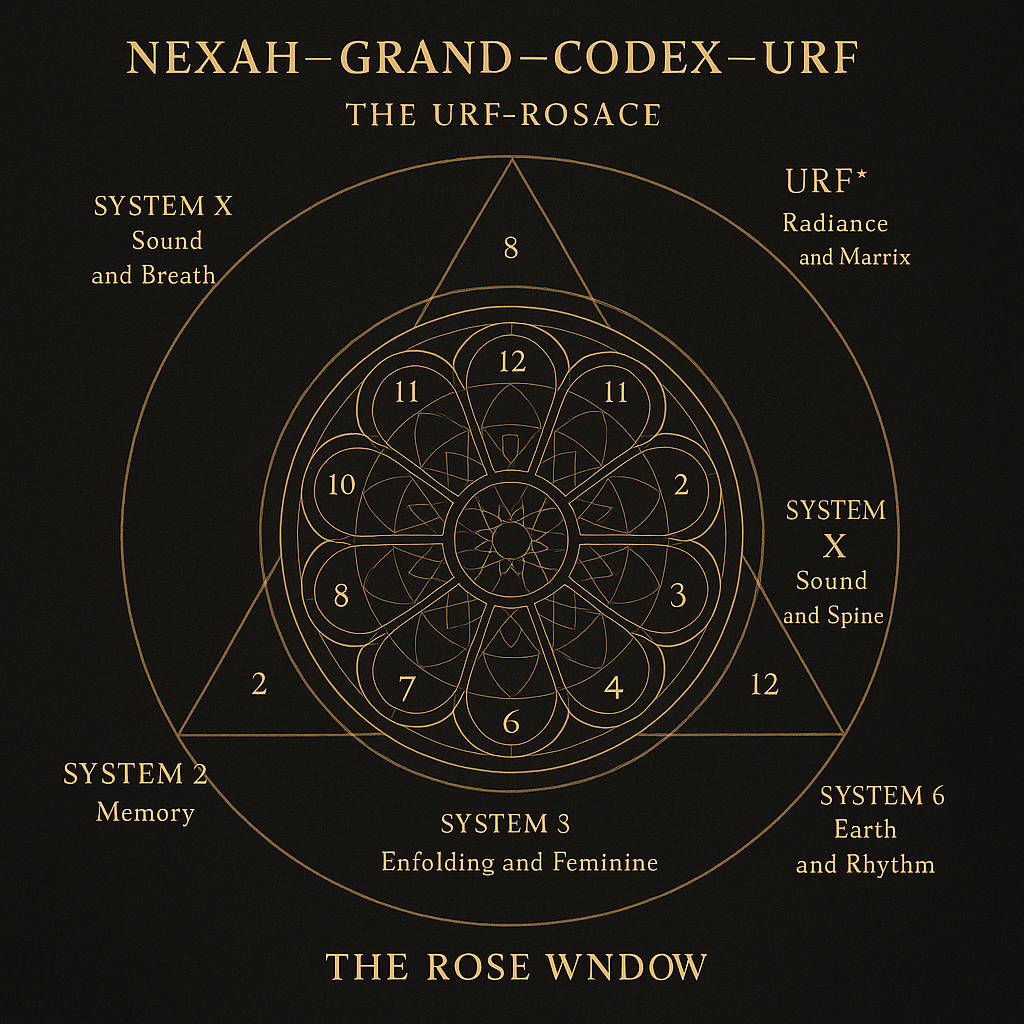 NEXAH–GRAND–CODEX–URF
THE URF-ROSACE
SYSTEM X
Sound
and Breath
URF★
Radiance
and Marrix
8
12
11
11
10
2
8
3
7
4
6
2
12
SYSTEM
X
Sound
and Spine
SYSTEM 2
Memory
SYSTEM 3
Enfolding and Feminine
SYSTEM 6
Earth
and Rhythm
THE ROSE WNDOW